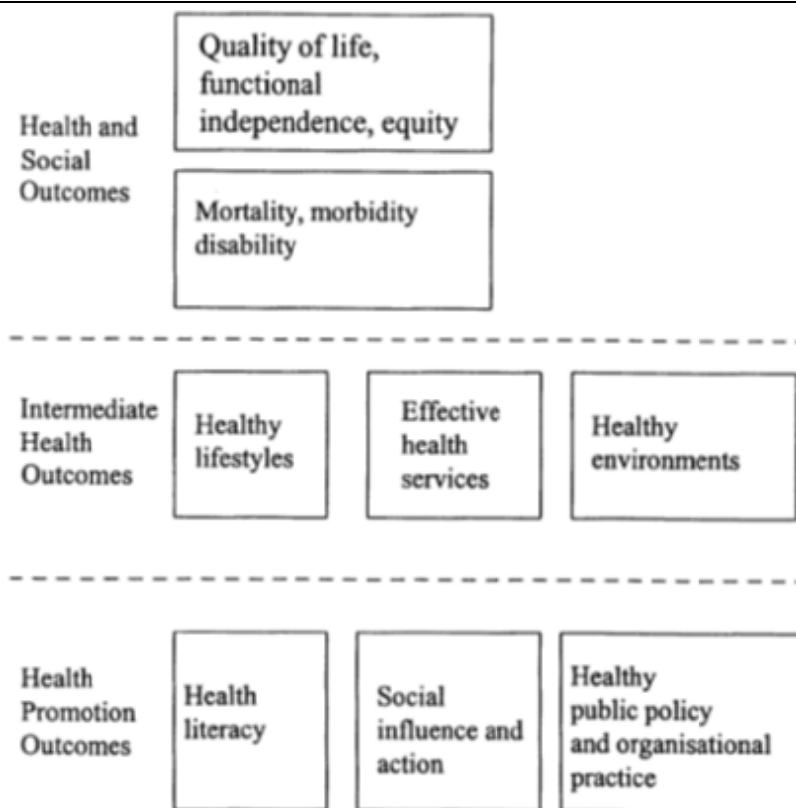 Quality of life,
functional
independence, equity
Health and
Social
Outcomes
Mortality, morbidity
disability
Intermediate
Health
Outcomes
Healthy
lifestyles
Effective
health
services
Healthy
environments
Health
Promotion
Outcomes
Health
literacy
Social
influence and
action
Healthy
public policy
and organisational
practice